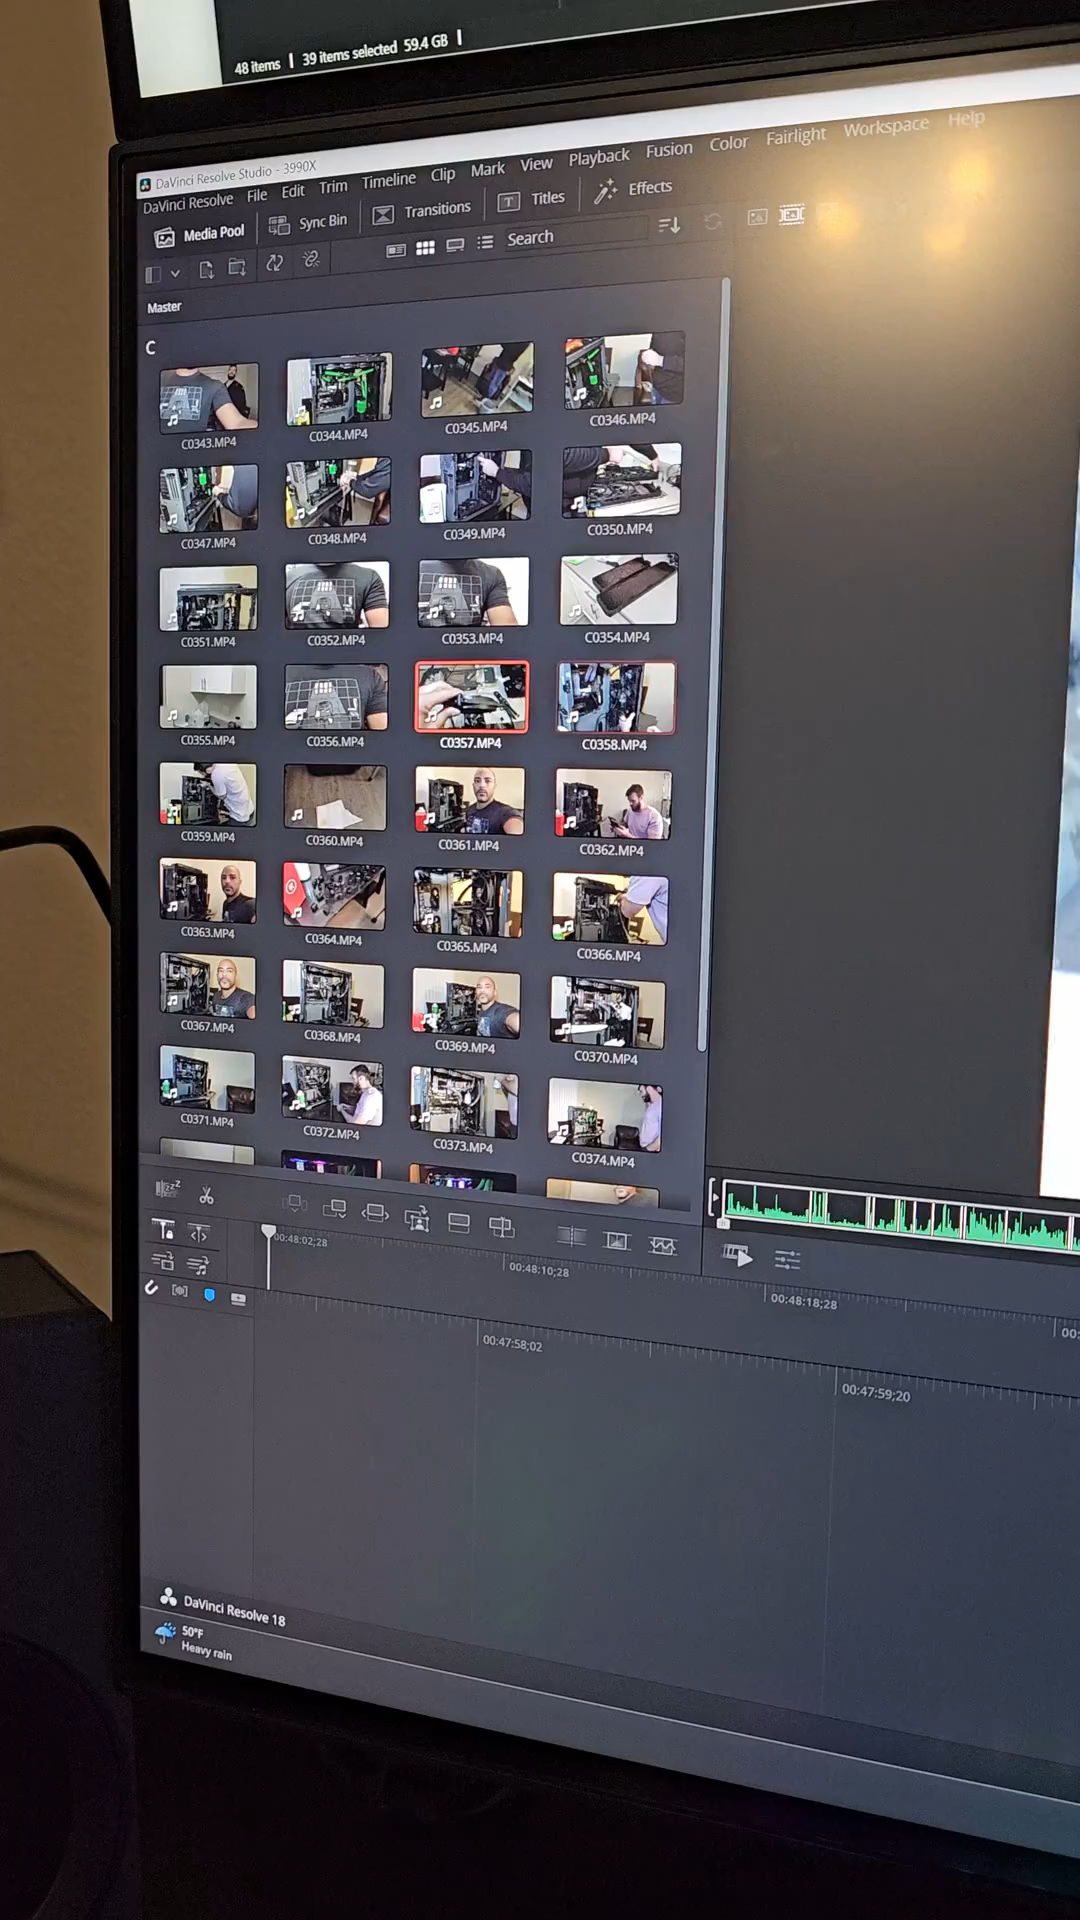 48 items | 39 items selected 59.4 GB |
DaVinci Resolve Studio - 3990X
DaVinci Resolve File Edit Trim Timeline Clip Mark View Playback Fusion Color Fairlight Workspace Help
Media Pool Sync Bin Transitions Titles Effects
Search
Master
C
C0343.MP4 C0344.MP4 C0345.MP4 C0346.MP4
C0347.MP4 C0348.MP4 C0349.MP4 C0350.MP4
C0351.MP4 C0352.MP4 C0353.MP4 C0354.MP4
C0355.MP4 C0356.MP4 C0357.MP4 C0358.MP4
C0359.MP4 C0360.MP4 C0361.MP4 C0362.MP4
C0363.MP4 C0364.MP4 C0365.MP4 C0366.MP4
C0367.MP4 C0368.MP4 C0369.MP4 C0370.MP4
C0371.MP4 C0372.MP4 C0373.MP4 C0374.MP4
00:48:02;28 00:48:10;28 00:48:18;28 00:
00:47:58;02 00:47:59;20
DaVinci Resolve 18
50°F
Heavy rain